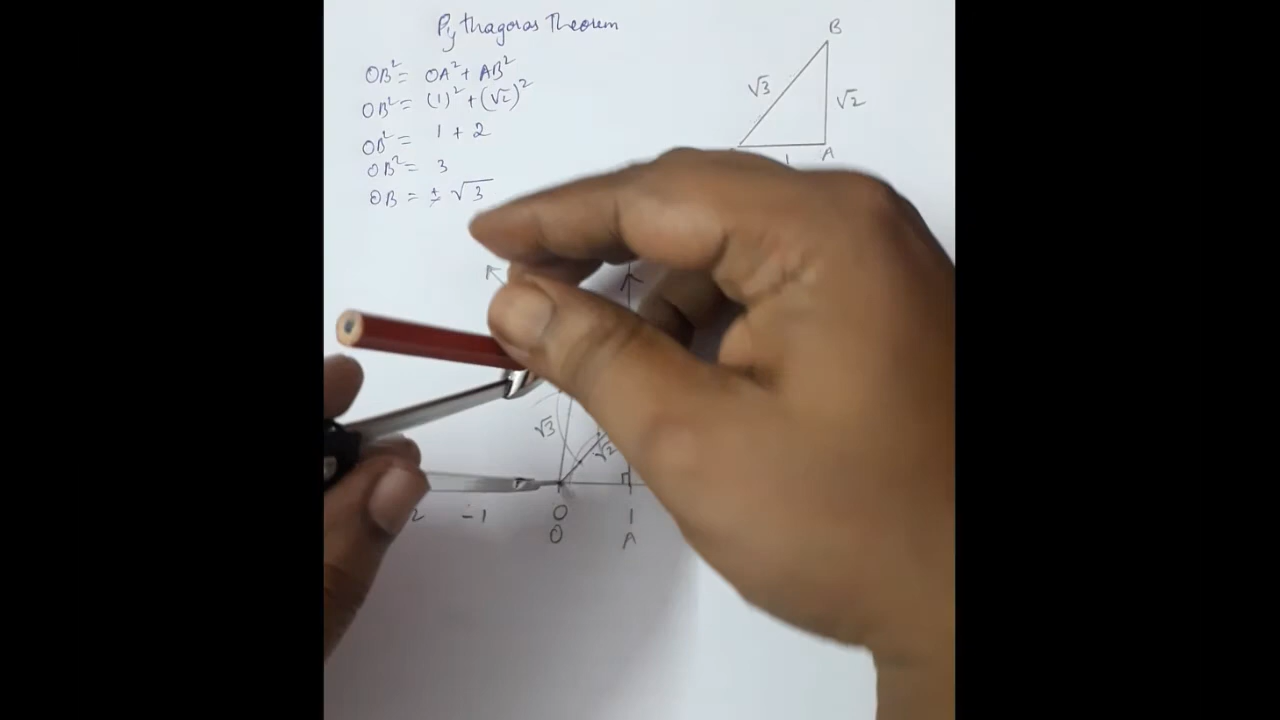 Pythagoras Theorem
OB² = OA² + AB²
OB² = (1)² + (√2)²
OB² = 1 + 2
OB² = 3
OB = ± √3
B
√3
√2
A
√3
√2
2 -1 0 1
O A